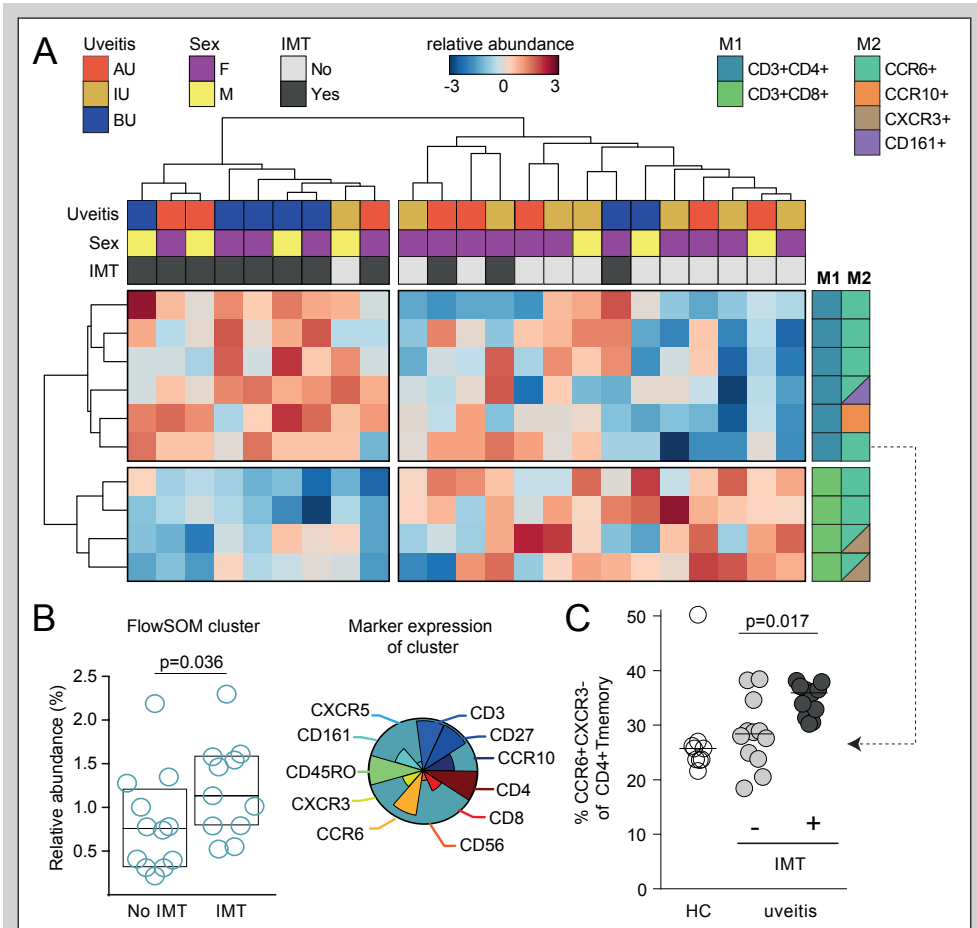 A
Uveitis
AU
IU
BU
Sex
F
M
IMT
No
Yes
relative abundance
-3 0 3
M1
CD3+CD4+
CD3+CD8+
M2
CCR6+
CCR10+
CXCR3+
CD161+
Uveitis
Sex
IMT
M1 M2
B
FlowSOM cluster
p=0.036
Relative abundance (%)
2.5
2.0
1.5
1.0
0.5
No IMT
IMT
Marker expression
of cluster
CXCR5
CD161
CD45RO
CXCR3
CCR6
CD3
CD27
CCR10
CD4
CD8
CD56
C
p=0.017
% CCR6+CXCR3-
of CD4+Tmemory
50
40
30
20
10
0
- +
IMT
HC
uveitis